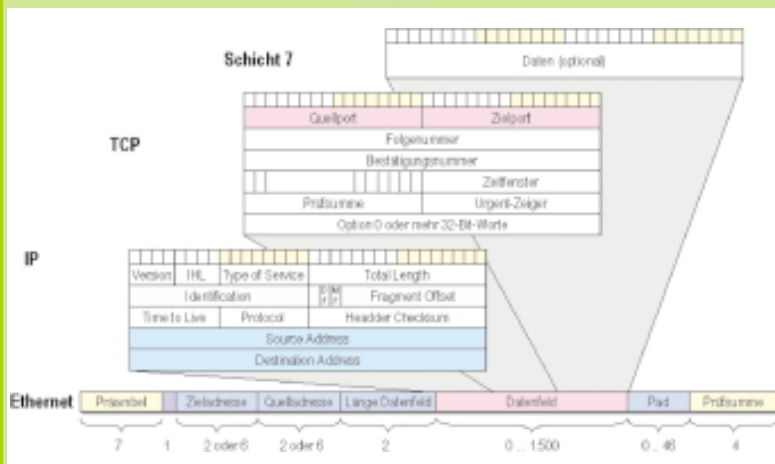 Schicht 7
Daten (optional)
TCP
Quellport Zielport
Folgenummer
Bestätigungsnummer
Zeitfenster
Prüfsumme Urgent-Zeiger
Option 0 oder mehr 32-Bit-Worte
IP
Version IHL Type of Service Total Length
Identification D F M F Fragment Offset
Time to Live Protocol Headder Checksum
Source Address
Destination Address
Ethernet Präambel Zieladresse Quelladresse Länge Datenfeld Datenfeld Pad Prüfsumme
7 1 2 oder 6 2 oder 6 2 0 .. 1500 0 .. 46 4